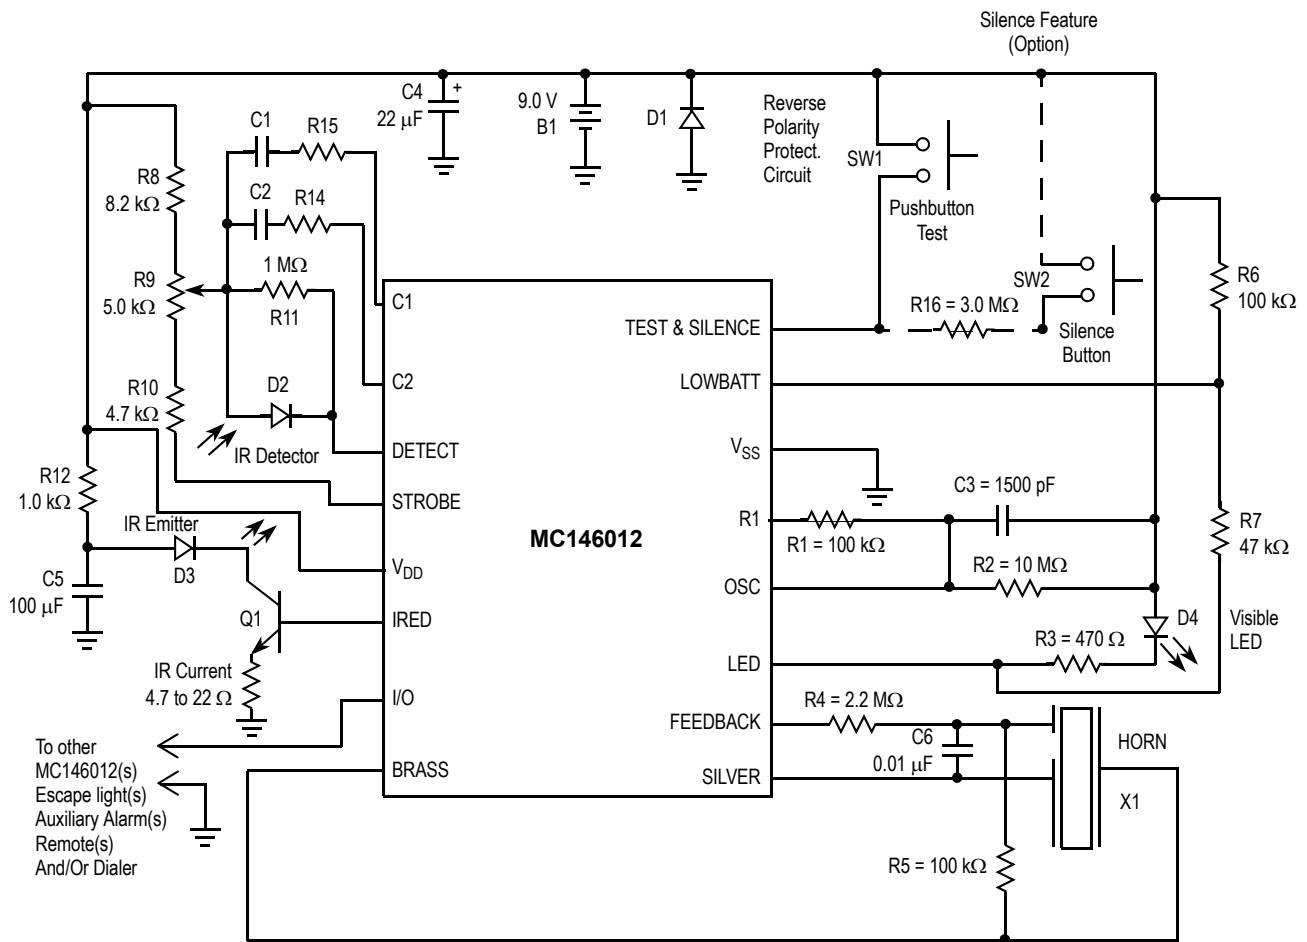 Silence Feature
(Option)
C4
+
22 µF
9.0 V
B1
D1
Reverse
Polarity
Protect.
Circuit
SW1
Pushbutton
Test
C1
R15
R8
8.2 kΩ
C2
R14
R9
5.0 kΩ
1 MΩ
R11
R10
4.7 kΩ
D2
IR Detector
R12
1.0 kΩ
IR Emitter
D3
C5
100 µF
Q1
IR Current
4.7 to 22 Ω
To other
MC146012(s)
Escape light(s)
Auxiliary Alarm(s)
Remote(s)
And/Or Dialer
C1
C2
DETECT
STROBE
VDD
IRED
I/O
BRASS
MC146012
TEST & SILENCE
LOWBATT
VSS
R1
OSC
LED
FEEDBACK
SILVER
SW2
R16 = 3.0 MΩ
Silence
Button
R6
100 kΩ
C3 = 1500 pF
R1 = 100 kΩ
R2 = 10 MΩ
R7
47 kΩ
D4
Visible
LED
R3 = 470 Ω
R4 = 2.2 MΩ
C6
0.01 µF
HORN
X1
R5 = 100 kΩ